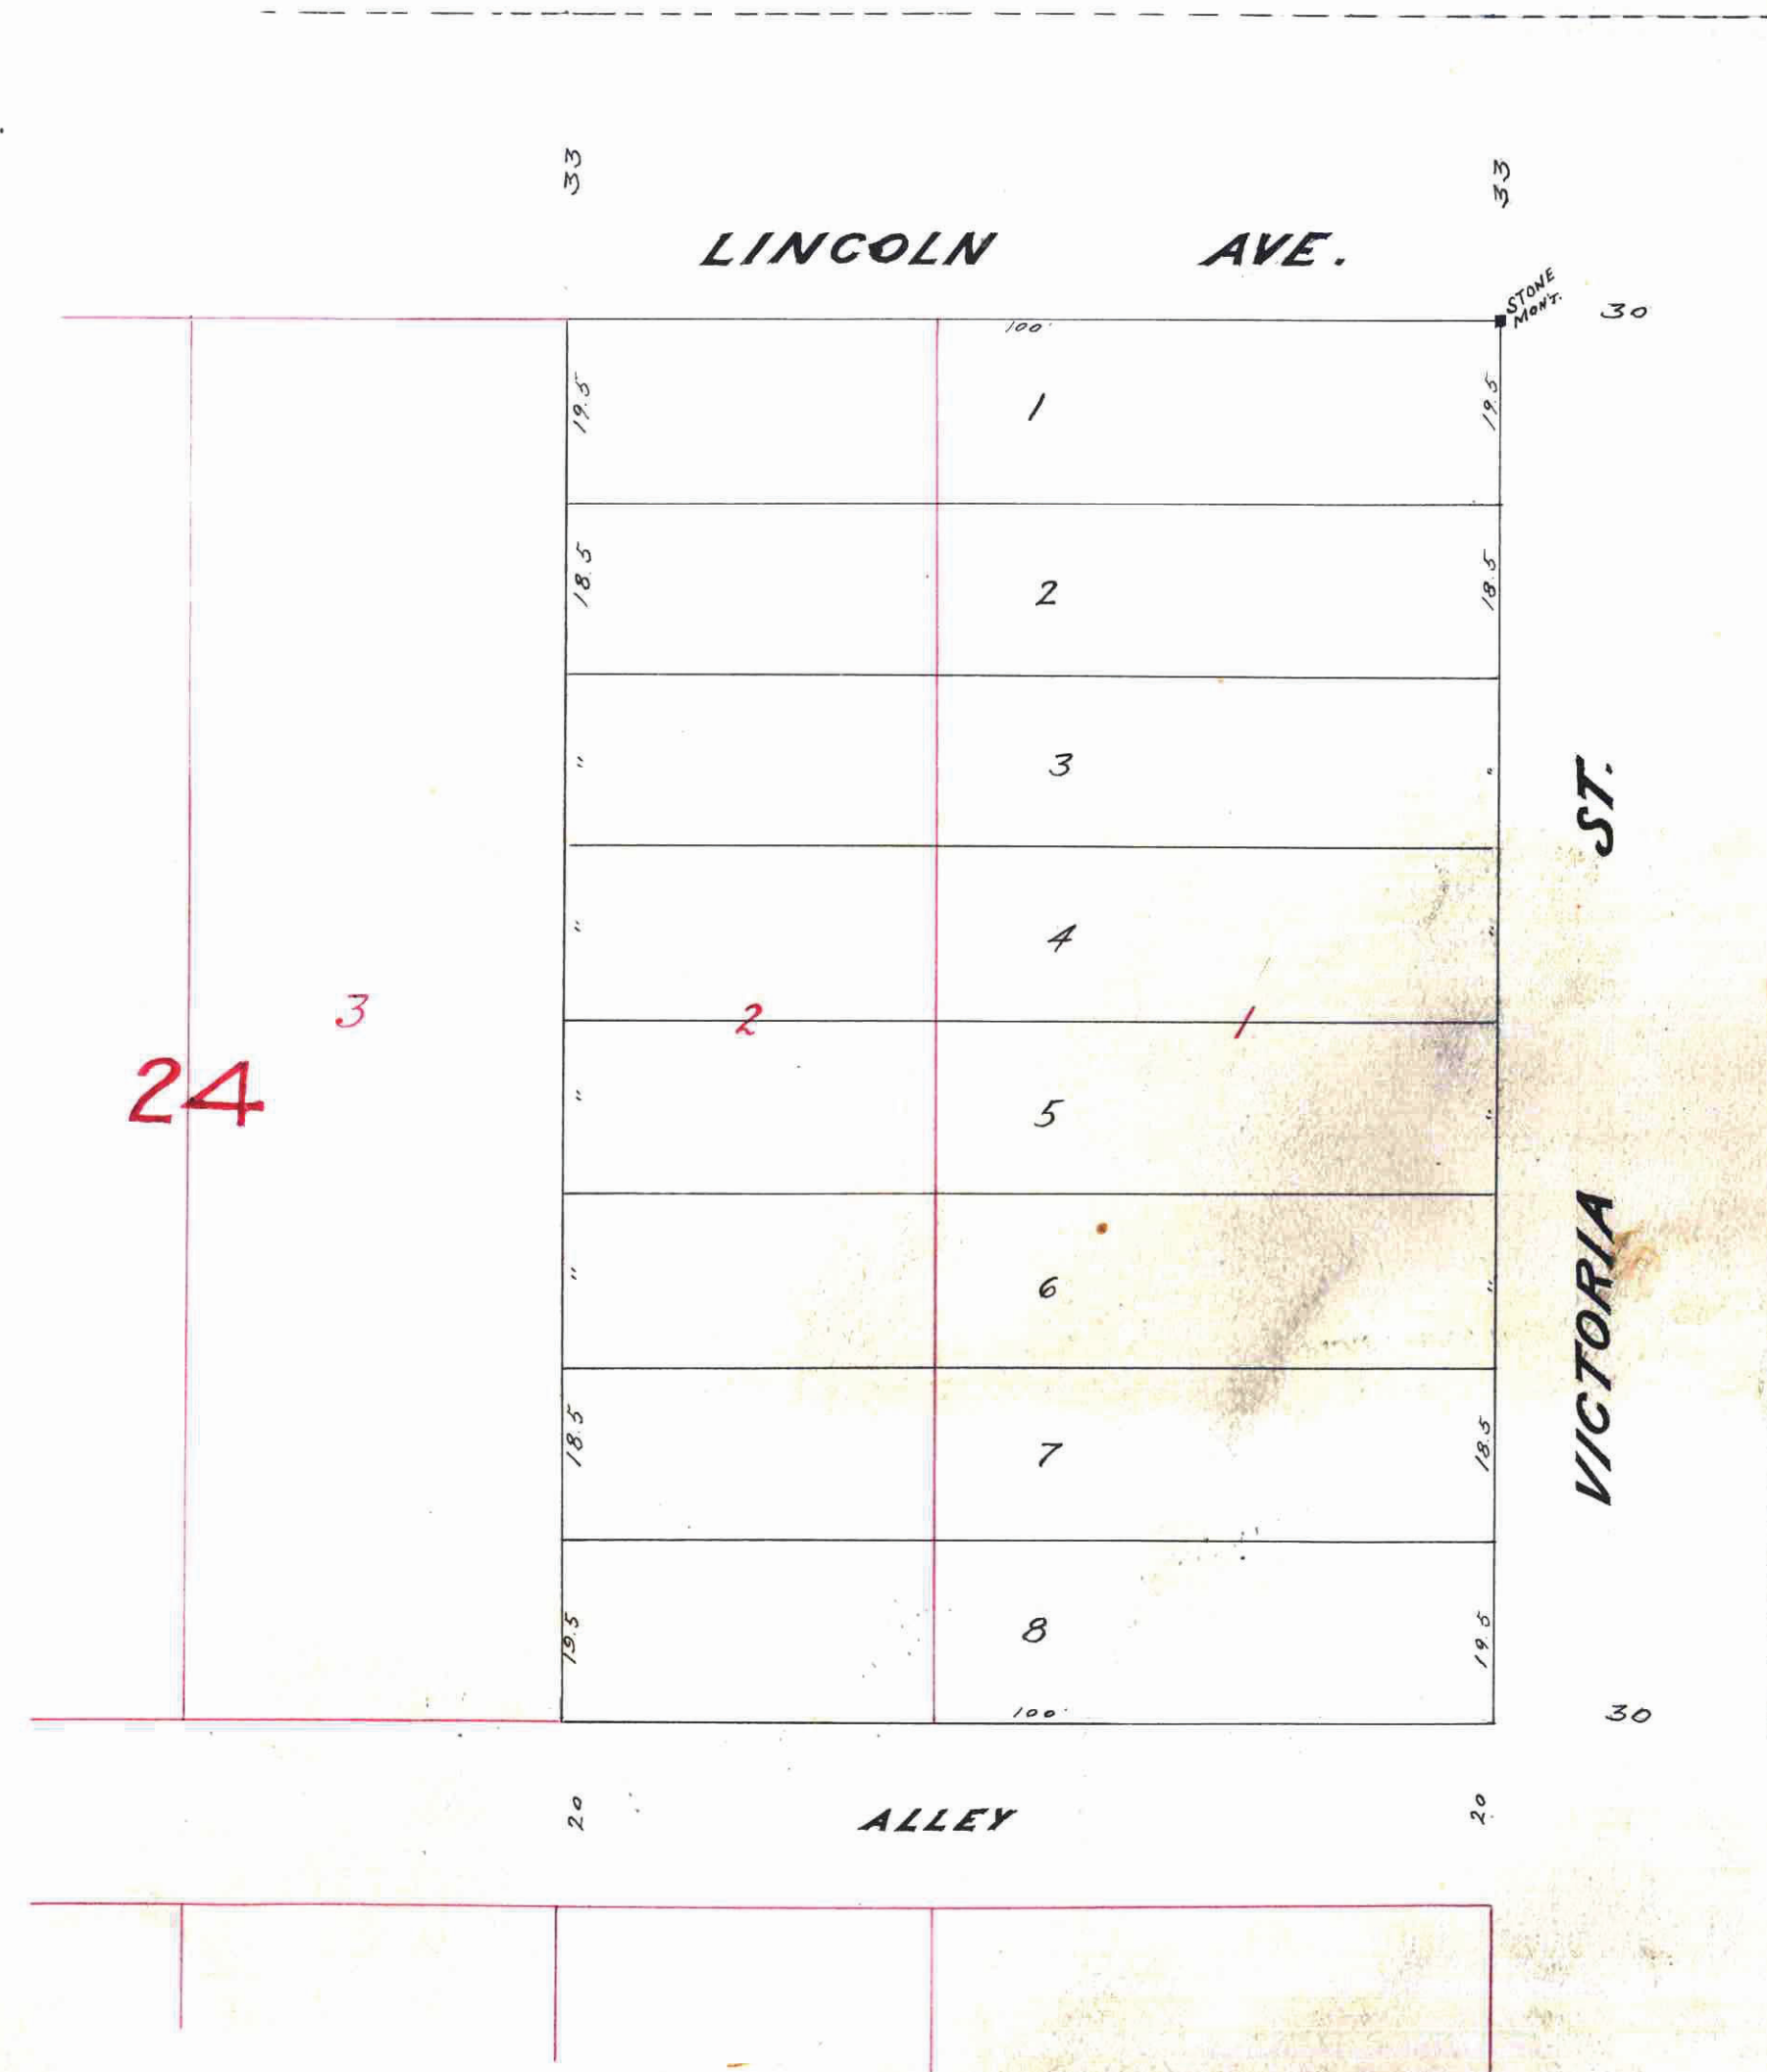 33 33
LINCOLN AVE.
STONE
MON'T.
30
100'
19.5 1 19.5
18.5 2 18.5
" 3 "
ST.
" 4 "
3 2 1
24
" 5 "
" 6 "
VICTORIA
18.5 7 18.5
19.5 8 19.5
100'
30
20 ALLEY 20